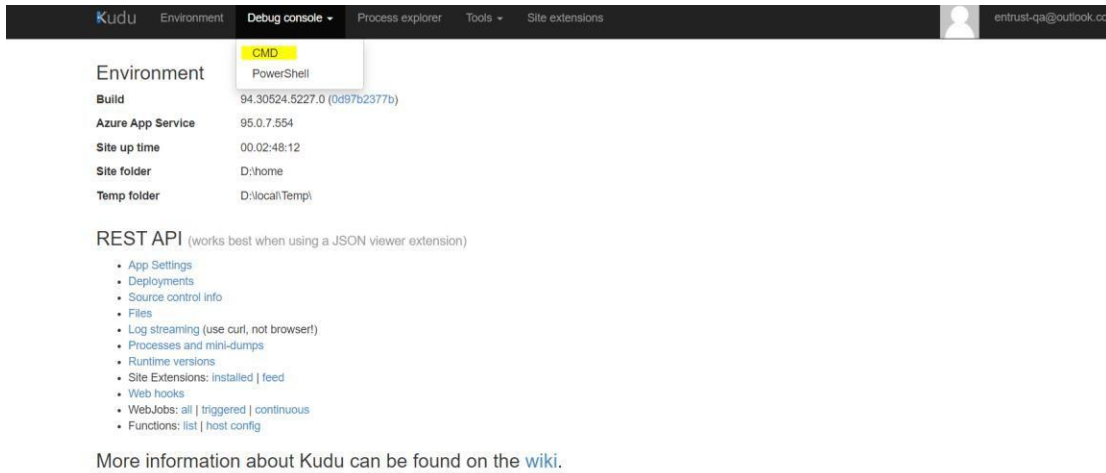 Kudu Environment Debug console Process explorer Tools Site extensions entrust-qa@outlook.co
CMD
PowerShell
Environment
Build 94.30524.5227.0 (0d97b2377b)
Azure App Service 95.0.7.554
Site up time 00.02:48:12
Site folder D:\home
Temp folder D:\local\Temp\
REST API (works best when using a JSON viewer extension)
• App Settings
• Deployments
• Source control info
• Files
• Log streaming (use curl, not browser!)
• Processes and mini-dumps
• Runtime versions
• Site Extensions: installed | feed
• Web hooks
• WebJobs: all | triggered | continuous
• Functions: list | host config
More information about Kudu can be found on the wiki.